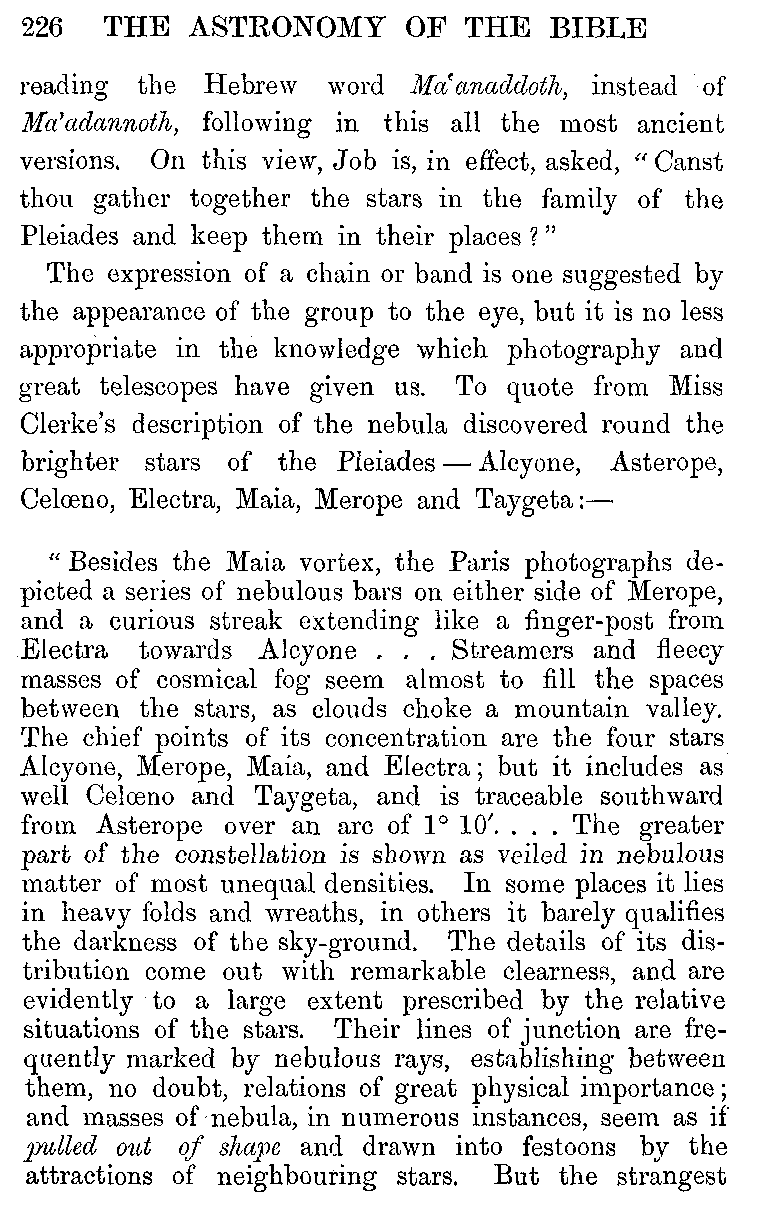 226 THE ASTRONOMY OF THE BIBLE
reading the Hebrew word Ma‘anaddoth, instead of
Ma’adannoth, following in this all the most ancient
versions. On this view, Job is, in effect, asked, “Canst
thou gather together the stars in the family of the
Pleiades and keep them in their places?”
The expression of a chain or band is one suggested by
the appearance of the group to the eye, but it is no less
appropriate in the knowledge which photography and
great telescopes have given us. To quote from Miss
Clerke’s description of the nebula discovered round the
brighter stars of the Pleiades — Alcyone, Asterope,
Celœno, Electra, Maia, Merope and Taygeta:—
“Besides the Maia vortex, the Paris photographs de-
picted a series of nebulous bars on either side of Merope,
and a curious streak extending like a finger-post from
Electra towards Alcyone . . . Streamers and fleecy
masses of cosmical fog seem almost to fill the spaces
between the stars, as clouds choke a mountain valley.
The chief points of its concentration are the four stars
Alcyone, Merope, Maia, and Electra; but it includes as
well Celœno and Taygeta, and is traceable southward
from Asterope over an arc of 1° 10′. . . . The greater
part of the constellation is shown as veiled in nebulous
matter of most unequal densities. In some places it lies
in heavy folds and wreaths, in others it barely qualifies
the darkness of the sky-ground. The details of its dis-
tribution come out with remarkable clearness, and are
evidently to a large extent prescribed by the relative
situations of the stars. Their lines of junction are fre-
quently marked by nebulous rays, establishing between
them, no doubt, relations of great physical importance;
and masses of nebula, in numerous instances, seem as if
pulled out of shape and drawn into festoons by the
attractions of neighbouring stars. But the strangest